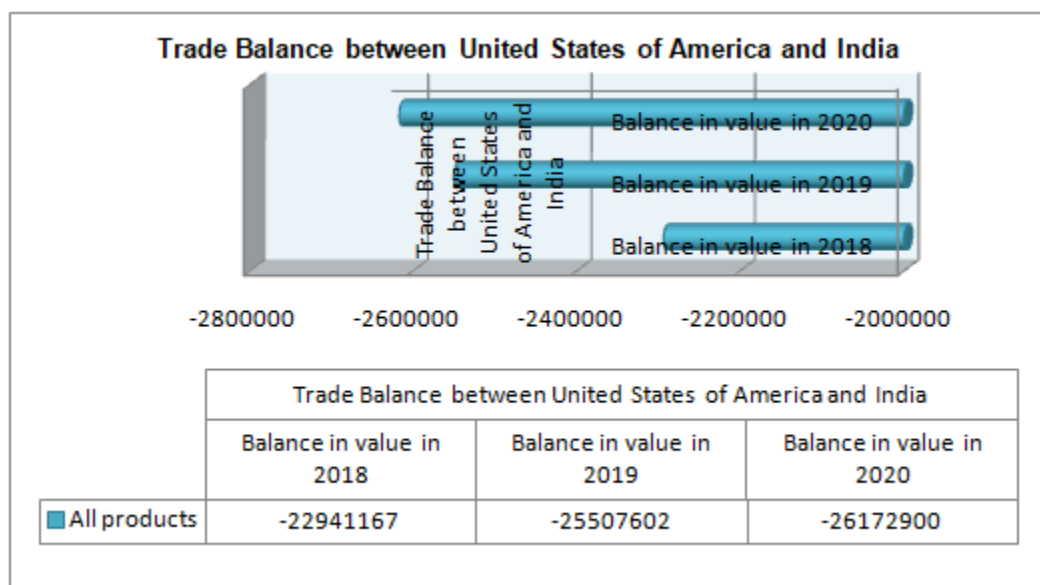 Trade Balance between United States of America and India
Trade Balance
between
United States
of America and
India
Balance in value in 2020
Balance in value in 2019
Balance in value in 2018
-2800000 -2600000 -2400000 -2200000 -2000000
Trade Balance between United States of America and India
Balance in value in 2018 Balance in value in 2019 Balance in value in 2020
All products -22941167 -25507602 -26172900